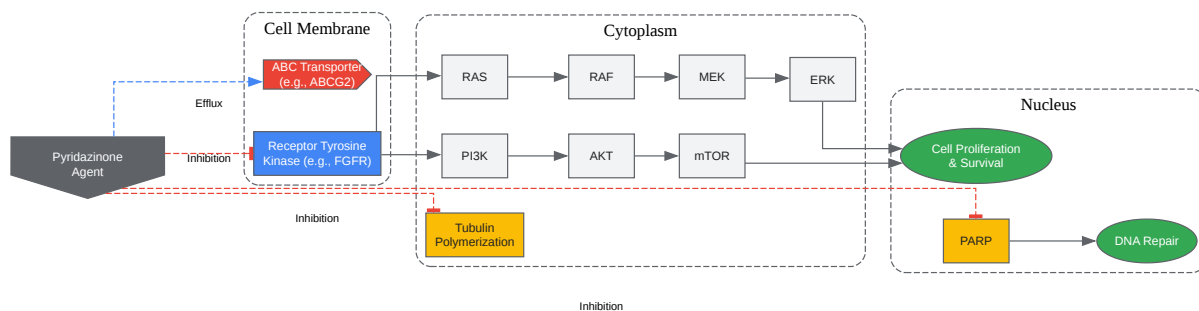 Cell Membrane
Cytoplasm
Nucleus
ABC Transporter
(e.g., ABCG2)
RAS
RAF
MEK
ERK
Efflux
Pyridazinone
Agent
Inhibition
Receptor Tyrosine
Kinase (e.g., FGFR)
PI3K
AKT
mTOR
Cell Proliferation
& Survival
Inhibition
Tubulin
Polymerization
PARP
DNA Repair
Inhibition